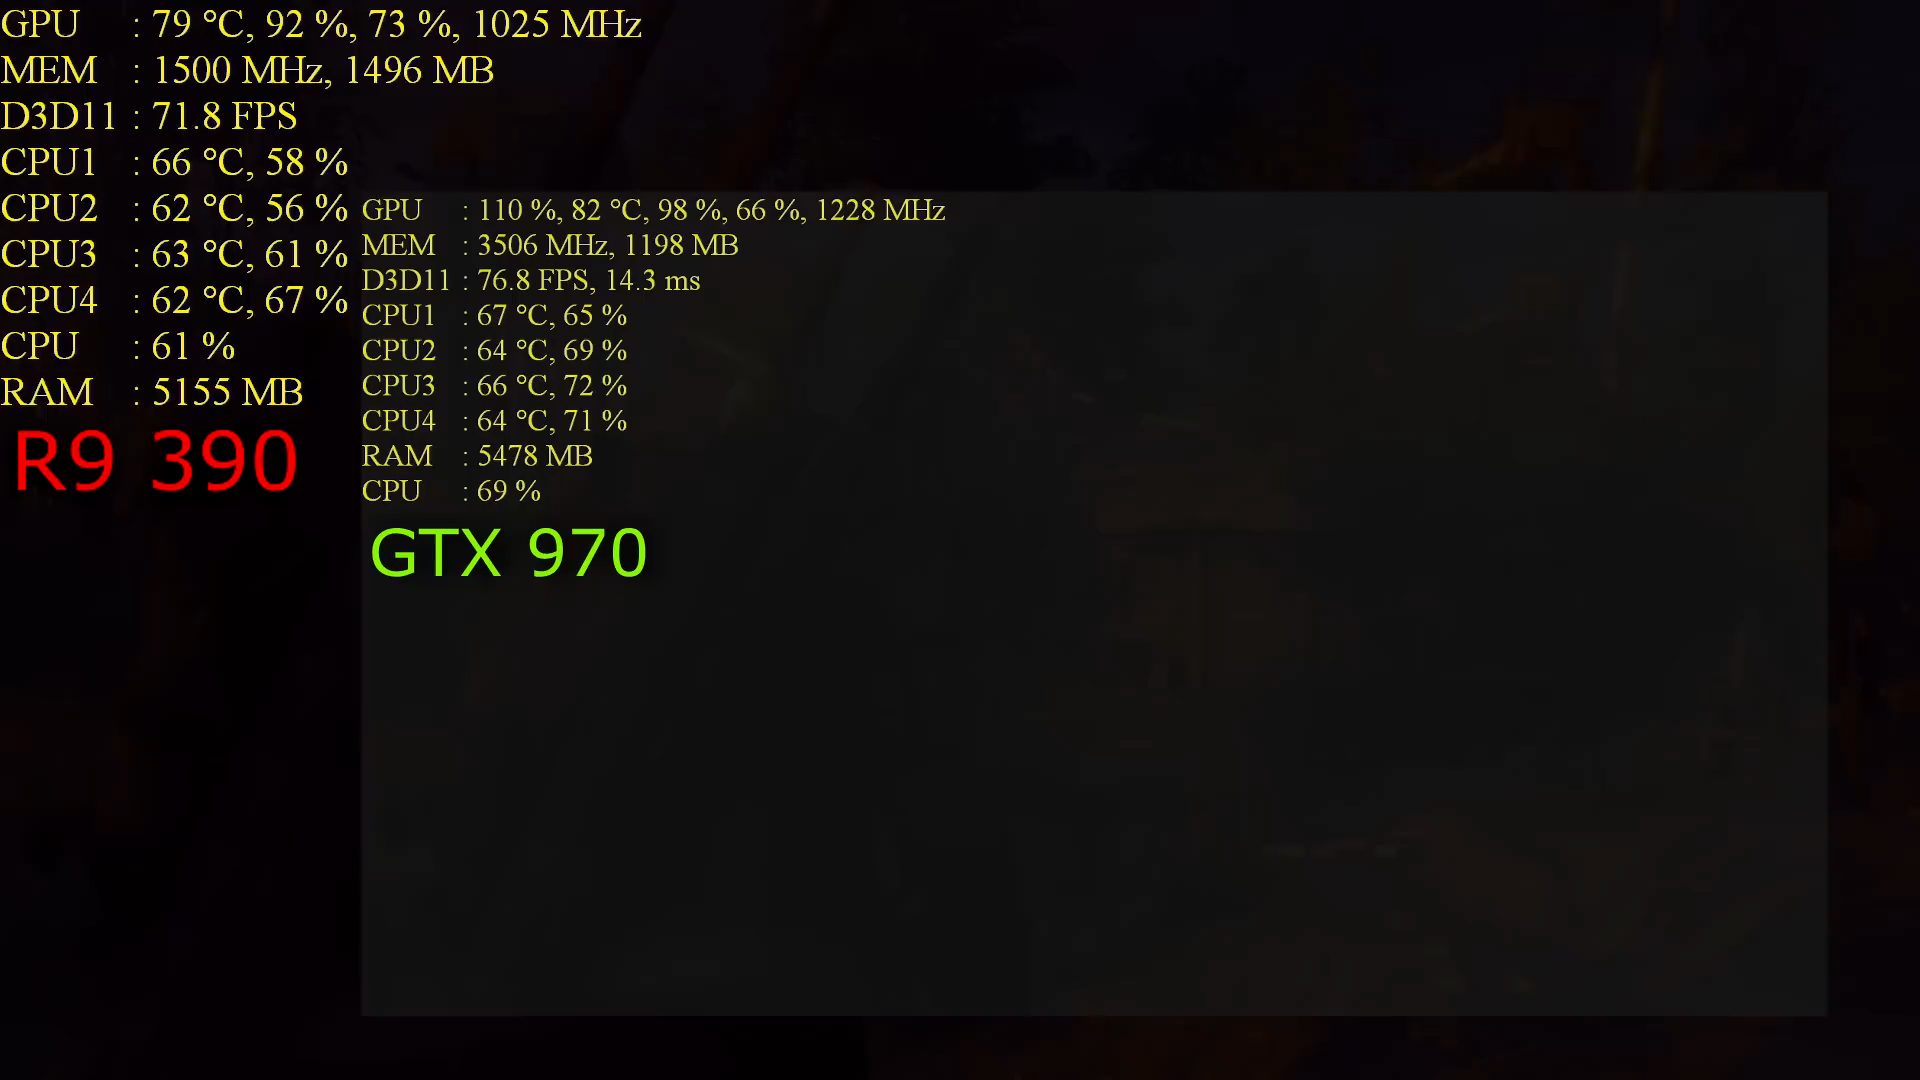 GPU : 79 °C, 92 %, 73 %, 1025 MHz
MEM : 1500 MHz, 1496 MB
D3D11 : 71.8 FPS
CPU1 : 66 °C, 58 %
CPU2 : 62 °C, 56 %
CPU3 : 63 °C, 61 %
CPU4 : 62 °C, 67 %
CPU : 61 %
RAM : 5155 MB
R9 390
GPU : 110 %, 82 °C, 98 %, 66 %, 1228 MHz
MEM : 3506 MHz, 1198 MB
D3D11 : 76.8 FPS, 14.3 ms
CPU1 : 67 °C, 65 %
CPU2 : 64 °C, 69 %
CPU3 : 66 °C, 72 %
CPU4 : 64 °C, 71 %
RAM : 5478 MB
CPU : 69 %
GTX 970